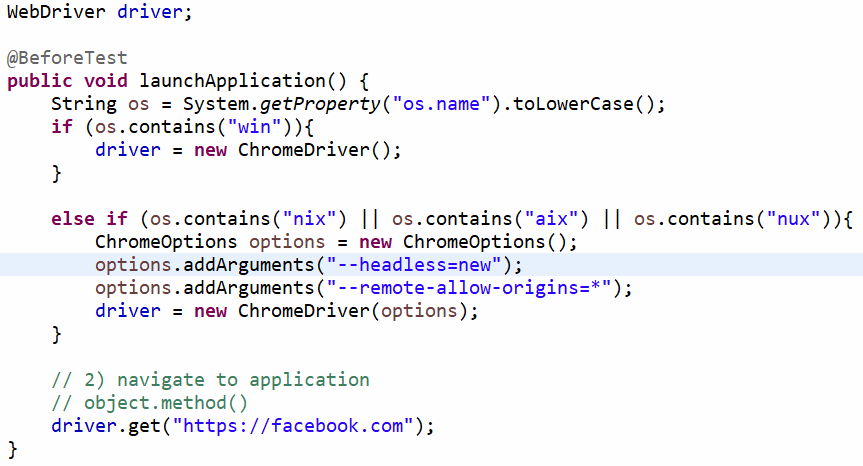 WebDriver driver;
@BeforeTest
public void launchApplication() {
String os = System.getProperty("os.name").toLowerCase();
if (os.contains("win")){
driver = new ChromeDriver();
}
else if (os.contains("nix") || os.contains("aix") || os.contains("nux")){
ChromeOptions options = new ChromeOptions();
options.addArguments("--headless=new");
options.addArguments("--remote-allow-origins=*");
driver = new ChromeDriver(options);
}
// 2) navigate to application
// object.method()
driver.get("https://facebook.com");
}